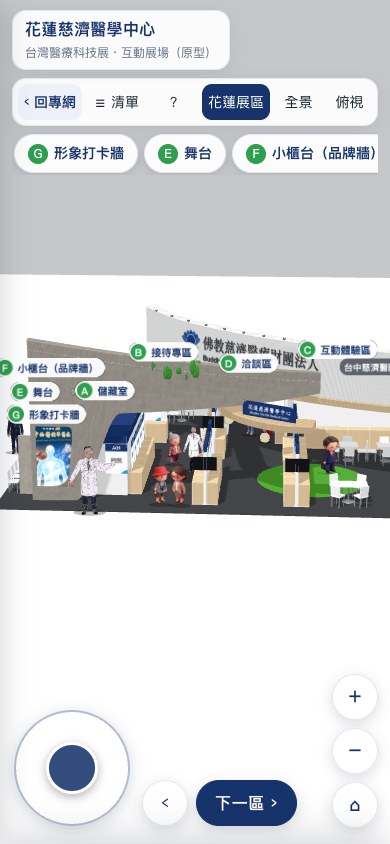 花蓮慈濟醫學中心
台灣醫療科技展 · 互動展場（原型）
‹ 回專網
≡ 清單
?
花蓮展區
全景
俯視
G 形象打卡牆
E 舞台
F 小櫃台（品牌牆）
B 接待專區
C 互動體驗區
D 洽談區
F 小櫃台（品牌牆）
E 舞台
A 儲藏室
G 形象打卡牆
佛教慈濟醫療財團法人
Buddh
台中慈濟醫
花蓮慈濟醫學中心
+
−
⌂
‹
下一區 ›